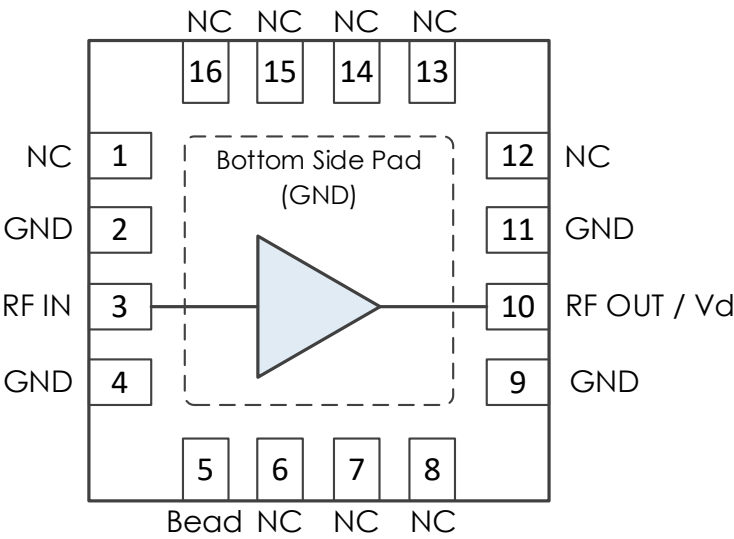 NC NC NC NC
16 15 14 13
NC 1 Bottom Side Pad 12 NC
(GND)
GND 2 11 GND
RF IN 3 10 RF OUT / Vd
GND 4 9 GND
5 6 7 8
Bead NC NC NC